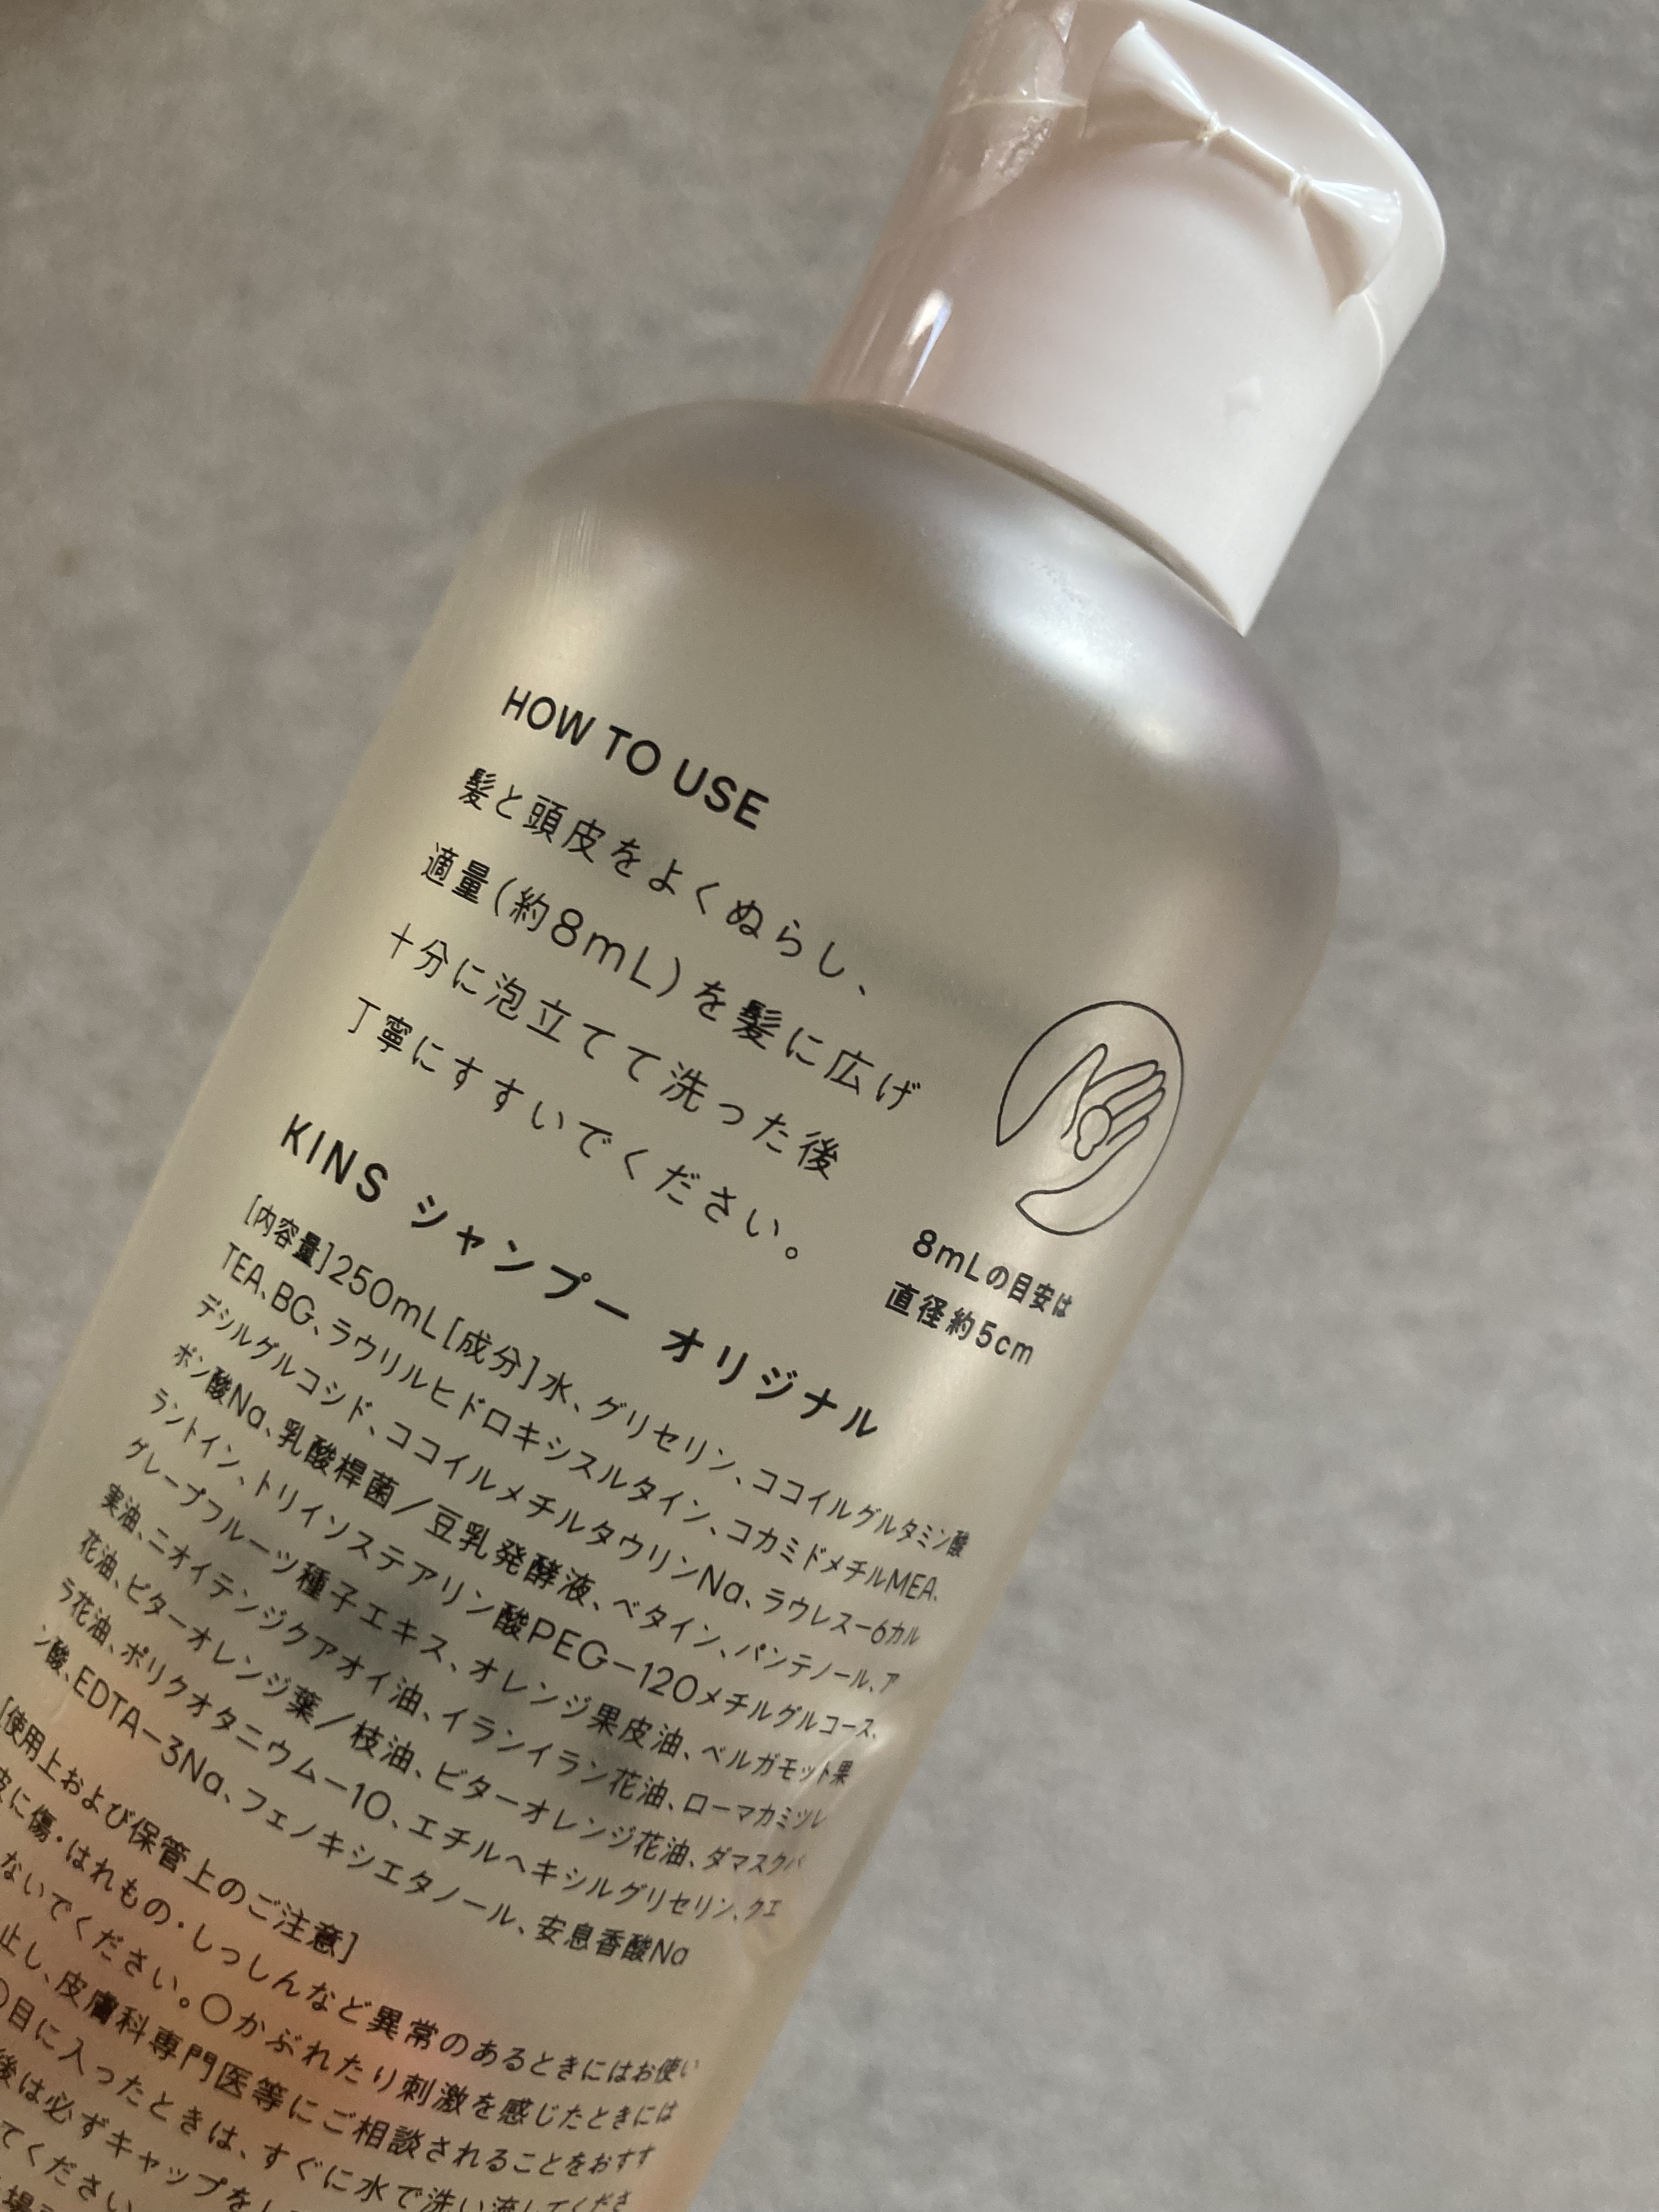 HOW TO USE
髪と頭皮をよくぬらし、
適量(約8mL)を髪に広げ
十分に泡立てて洗った後
丁寧にすすいでください。
8mLの目安は
直径約5cm
KINS シャンプー オリジナル
[内容量]250mL[成分]水、グリセリン、ココイルグルタミン酸
TEA、BG、ラウリルヒドロキシスルタイン、コカミドメチルMEA、
デシルグルコシド、ココイルメチルタウリンNa、ラウレス-6カル
ボン酸Na、乳酸桿菌/豆乳発酵液、ベタイン、パンテノール、ア
ラントイン、トリイソステアリン酸PEG-120メチルグルコース、
グレープフルーツ種子エキス、オレンジ果皮油、ベルガモット果
実油、ニオイテンジクアオイ油、イランイラン花油、ローマカミツレ
花油、ビターオレンジ葉/枝油、ビターオレンジ花油、ダマスクバ
ラ花油、ポリクオタニウム-10、エチルヘキシルグリセリン、クエ
ン酸、EDTA-3Na、フェノキシエタノール、安息香酸Na
[使用上および保管上のご注意]
皮に傷・はれもの・しっしんなど異常のあるときにはお使い
ないでください。○かぶれたり刺激を感じたときには
止し、皮膚科専門医等にご相談されることをおすす
○目に入ったときは、すぐに水で洗い流してくださ
後は必ずキャップをし
てください